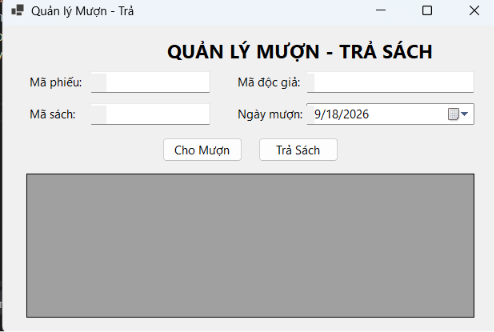 Quản lý Mượn - Trả
QUẢN LÝ MƯỢN - TRẢ SÁCH
Mã phiếu: Mã độc giả:
Mã sách: Ngày mượn: 9/18/2026
Cho Mượn Trả Sách